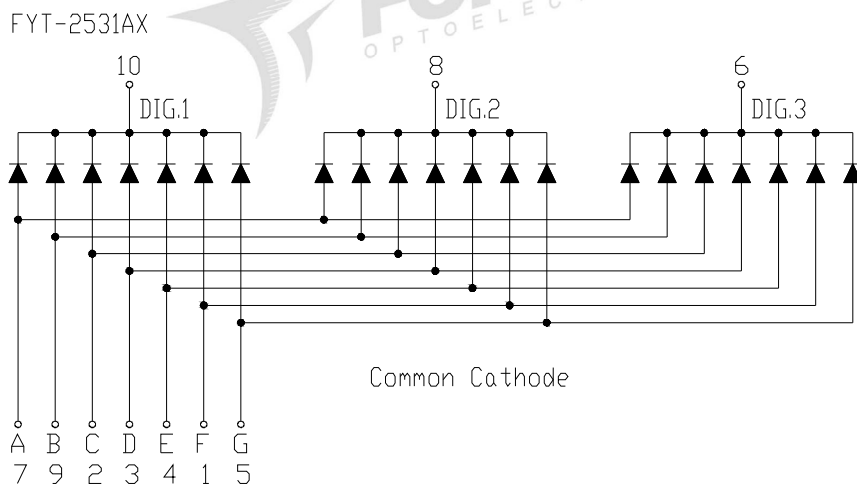 FYT-2531AX
OPTOELEC
10 8 6
DIG.1 DIG.2 DIG.3
Common Cathode
A B C D E F G
7 9 2 3 4 1 5